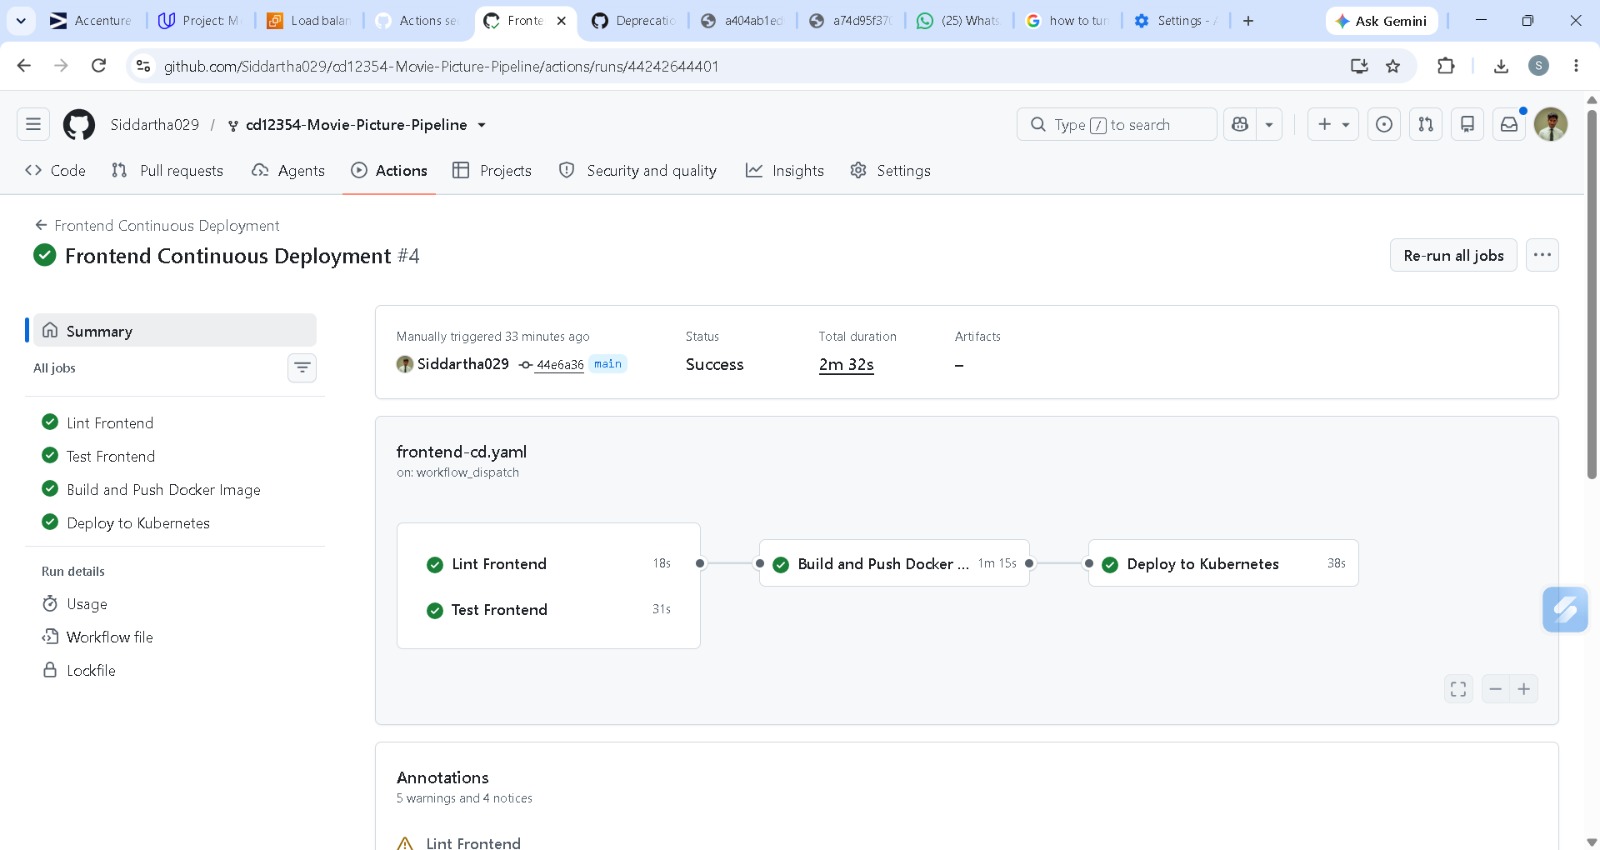 Accenture
Project: M
Load balan
Actions se
Fronte
Deprecatio
a404ab1ed
a74d95f37
(25) Whats
how to tur
Settings - A
Ask Gemini
github.com/Siddartha029/cd12354-Movie-Picture-Pipeline/actions/runs/44242644401
S
Siddartha029 / cd12354-Movie-Picture-Pipeline
Type / to search
Code
Pull requests
Agents
Actions
Projects
Security and quality
Insights
Settings
Frontend Continuous Deployment
Frontend Continuous Deployment #4
Re-run all jobs
Summary
All jobs
Lint Frontend
Test Frontend
Build and Push Docker Image
Deploy to Kubernetes
Run details
Usage
Workflow file
Lockfile
Manually triggered 33 minutes ago
Siddartha029 44e6a36 main
Status
Success
Total duration
2m 32s
Artifacts
–
frontend-cd.yaml
on: workflow_dispatch
Lint Frontend 18s
Test Frontend 31s
Build and Push Docker ... 1m 15s
Deploy to Kubernetes 38s
Annotations
5 warnings and 4 notices
Lint Frontend